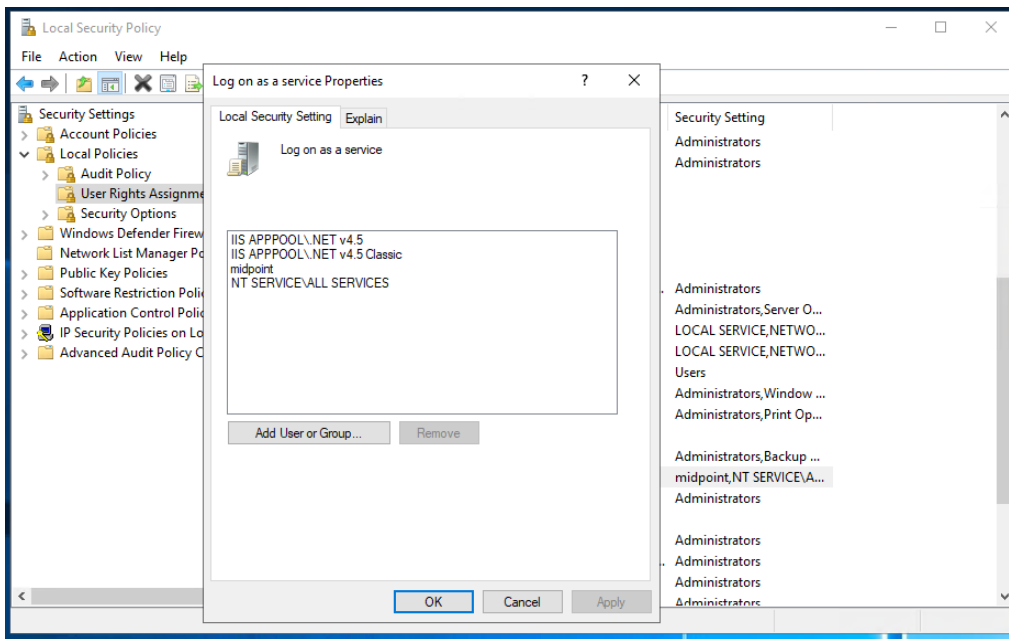 Local Security Policy
File Action View Help
Security Settings
Account Policies
Local Policies
Audit Policy
User Rights Assignme
Security Options
Windows Defender Firew
Network List Manager Po
Public Key Policies
Software Restriction Polic
Application Control Polic
IP Security Policies on Lo
Advanced Audit Policy C
Log on as a service Properties
?
Local Security Setting Explain
Log on as a service
IIS APPPOOL\.NET v4.5
IIS APPPOOL\.NET v4.5 Classic
midpoint
NT SERVICE\ALL SERVICES
Add User or Group... Remove
OK Cancel Apply
Security Setting
Administrators
Administrators
. Administrators
Administrators,Server O...
LOCAL SERVICE,NETWO...
LOCAL SERVICE,NETWO...
Users
Administrators,Window ...
Administrators,Print Op...
Administrators,Backup ...
midpoint,NT SERVICE\A...
Administrators
Administrators
. Administrators
Administrators
Administrators